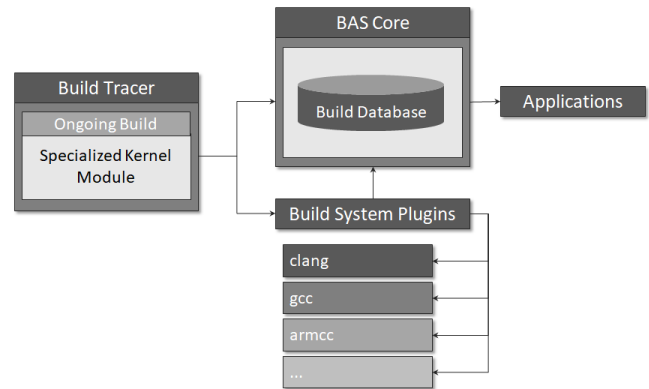 BAS Core
Build Database
Build Tracer
Ongoing Build
Specialized Kernel
Module
Applications
Build System Plugins
clang
gcc
armcc
...